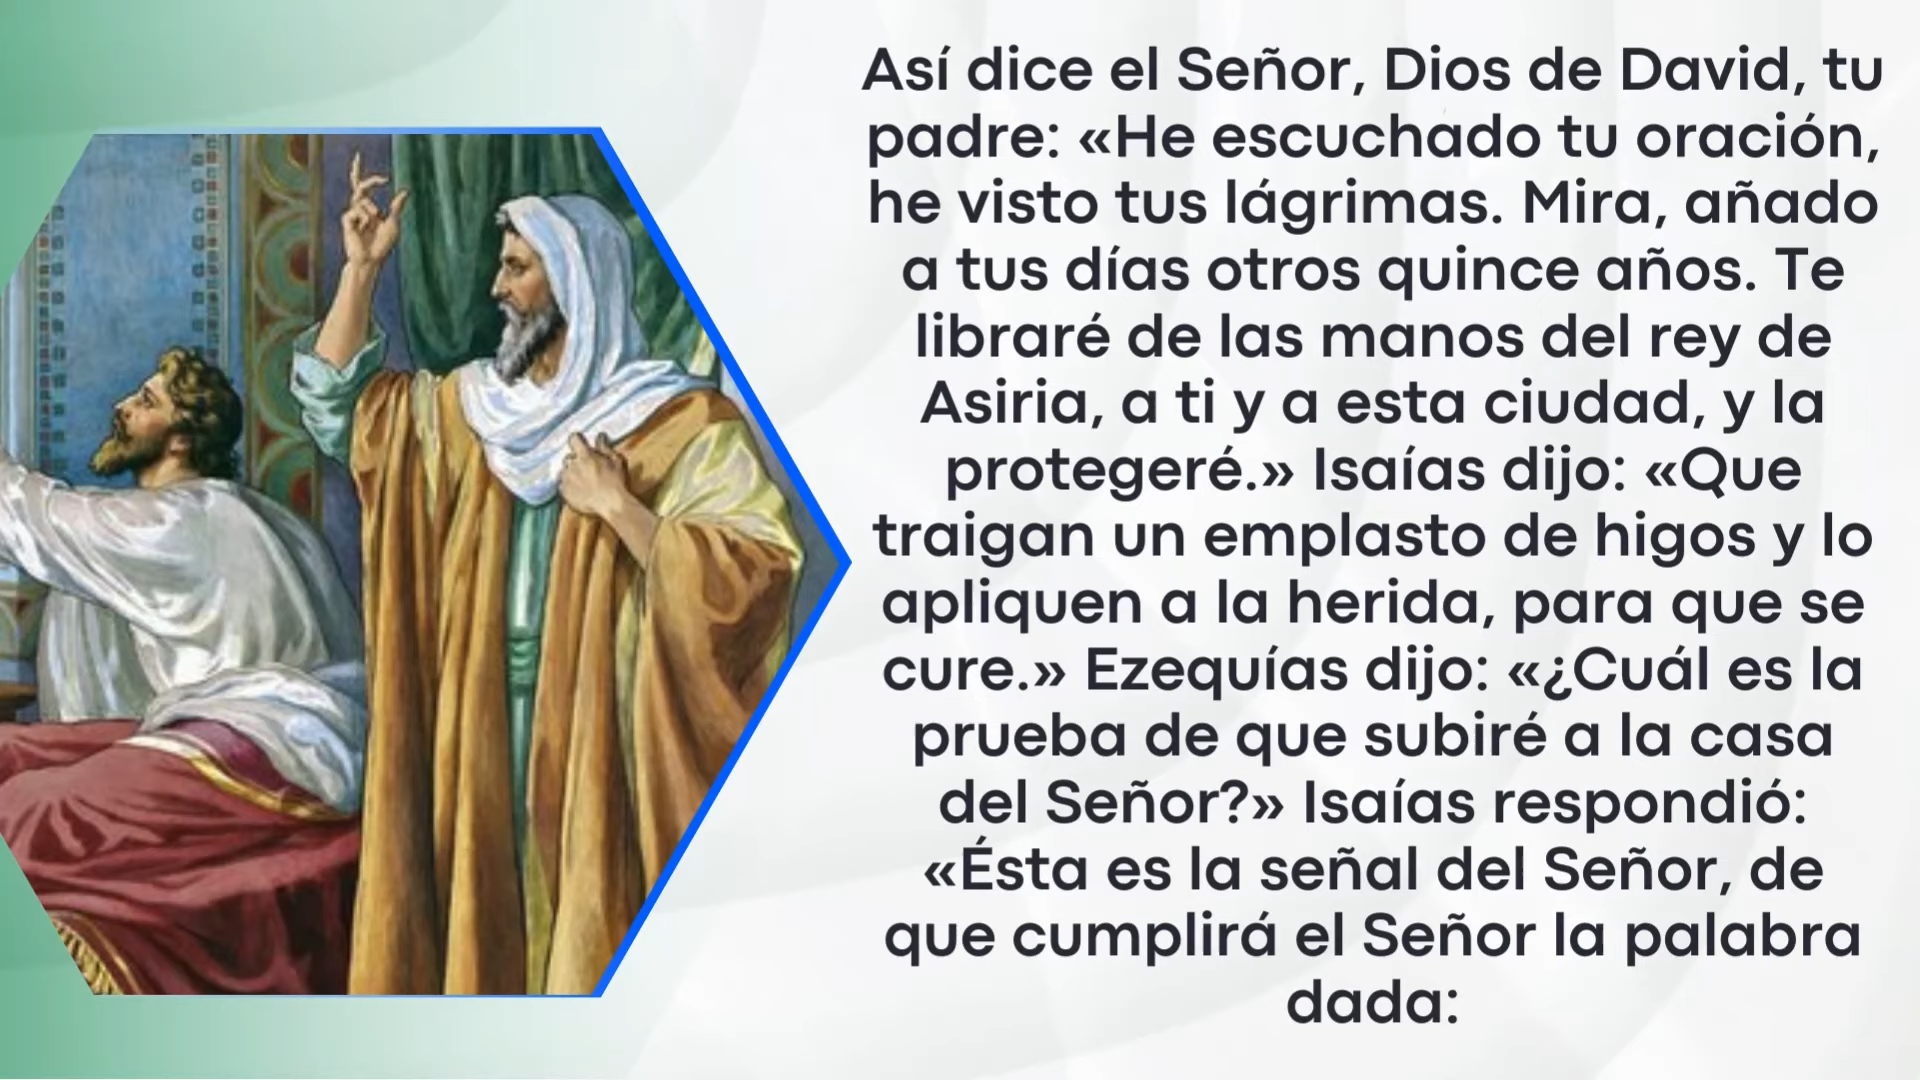 Así dice el Señor, Dios de David, tu
padre: «He escuchado tu oración,
he visto tus lágrimas. Mira, añado
a tus días otros quince años. Te
libraré de las manos del rey de
Asiria, a ti y a esta ciudad, y la
protegeré.» Isaías dijo: «Que
traigan un emplasto de higos y lo
apliquen a la herida, para que se
cure.» Ezequías dijo: «¿Cuál es la
prueba de que subiré a la casa
del Señor?» Isaías respondió:
«Ésta es la señal del Señor, de
que cumplirá el Señor la palabra
dada: